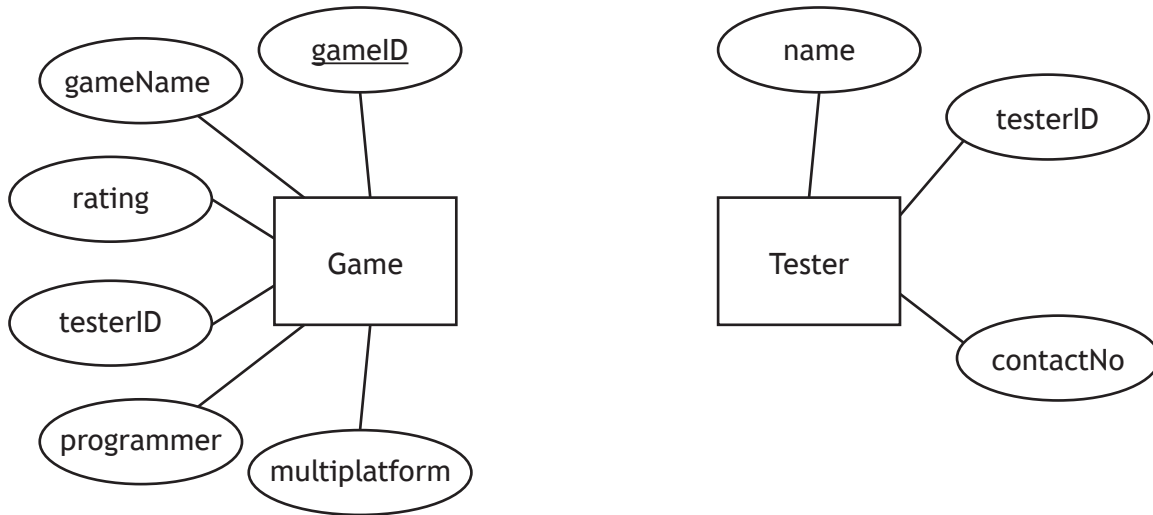 gameID
gameName
rating
Game
testerID
programmer
multiplatform
name
testerID
Tester
contactNo